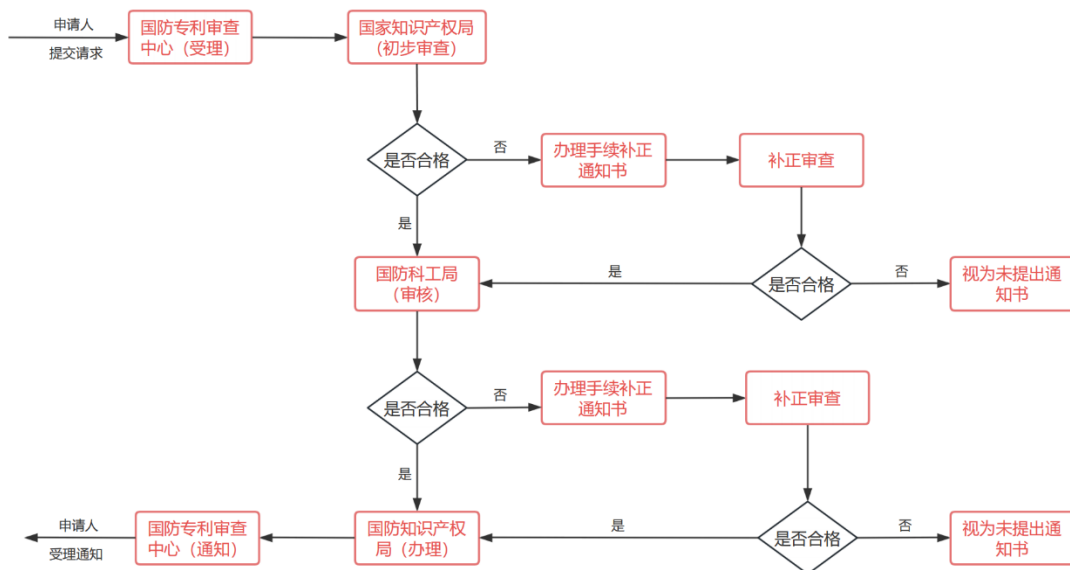 申请人
提交请求
国防专利审查
中心（受理）
国家知识产权局
（初步审查）
是否合格
否
办理手续补正
通知书
补正审查
是
国防科工局
（审核）
是
是否合格
否
视为未提出通
知书
是否合格
否
办理手续补正
通知书
补正审查
是
申请人
受理通知
国防专利审查
中心（通知）
国防知识产权
局（办理）
是
是否合格
否
视为未提出通
知书